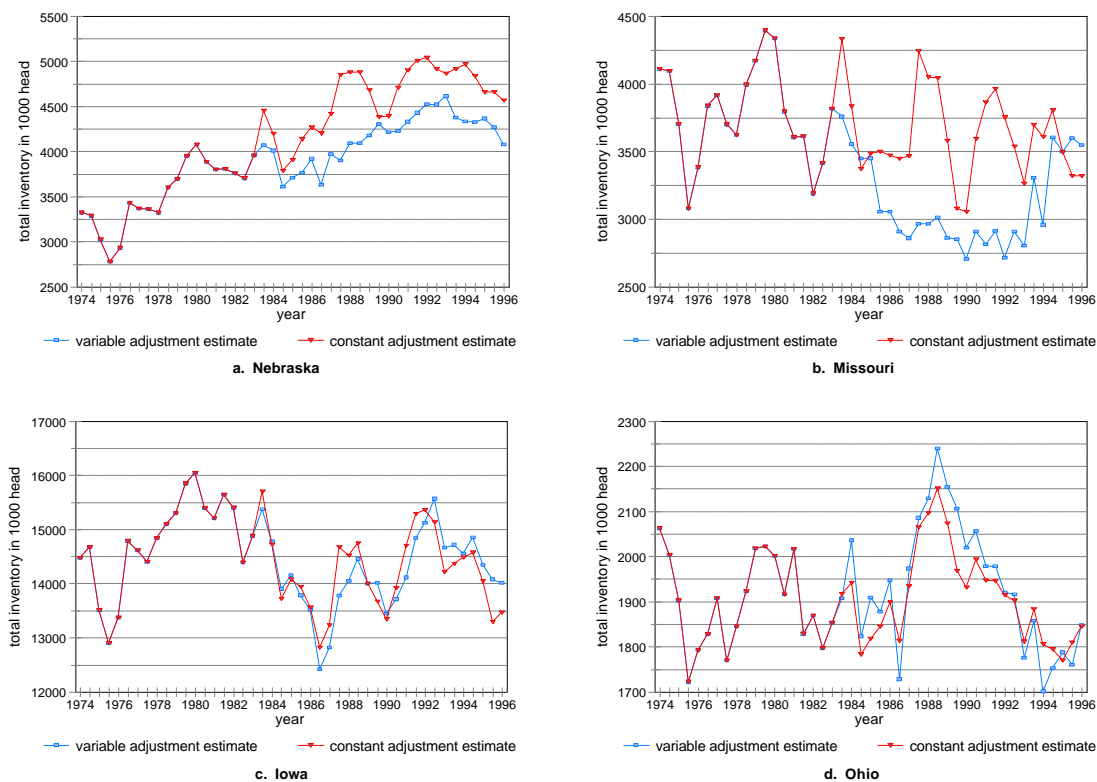 5500
5000
4500
4000
3500
3000
2500
total inventory in 1000 head
1974 1976 1978 1980 1982 1984 1986 1988 1990 1992 1994 1996
year
variable adjustment estimate constant adjustment estimate
a. Nebraska
4500
4000
3500
3000
2500
total inventory in 1000 head
1974 1976 1978 1980 1982 1984 1986 1988 1990 1992 1994 1996
year
variable adjustment estimate constant adjustment estimate
b. Missouri
17000
16000
15000
14000
13000
12000
total inventory in 1000 head
1974 1976 1978 1980 1982 1984 1986 1988 1990 1992 1994 1996
year
variable adjustment estimate constant adjustment estimate
c. Iowa
2300
2200
2100
2000
1900
1800
1700
total inventory in 1000 head
1974 1976 1978 1980 1982 1984 1986 1988 1990 1992 1994 1996
year
variable adjustment estimate constant adjustment estimate
d. Ohio